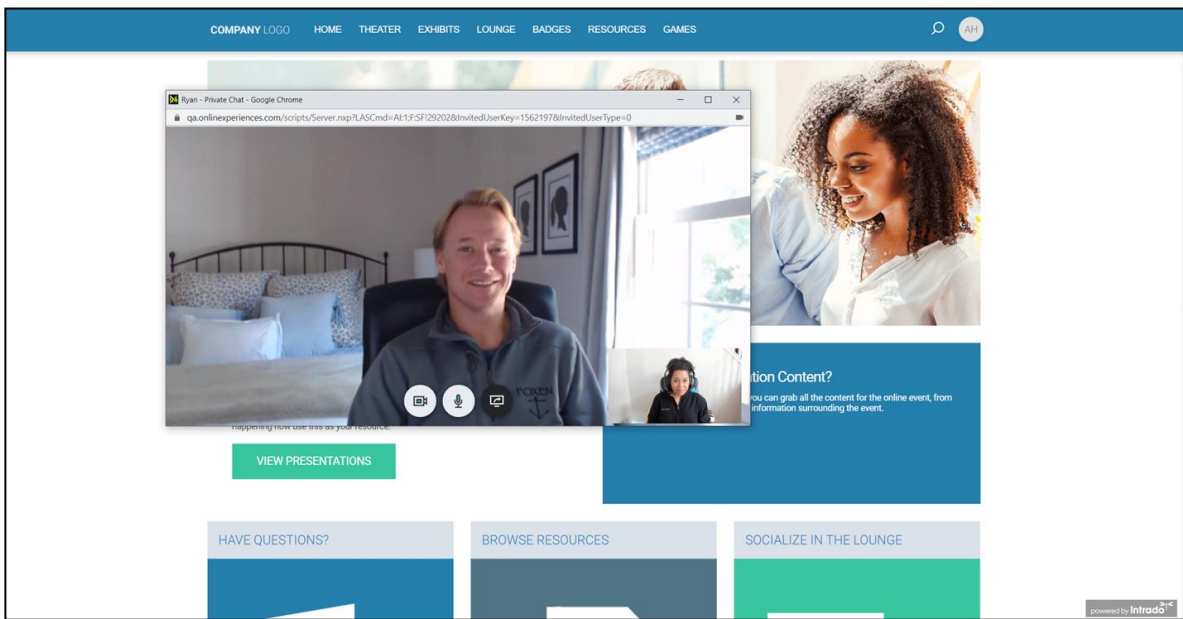 COMPANY LOGO HOME THEATER EXHIBITS LOUNGE BADGES RESOURCES GAMES AH
Ryan - Private Chat - Google Chrome
qa.onlinexperiences.com/scripts/Server.nxp?LASCmd=AI:1;F:SF!29202&InvitedUserKey=1562197&InvitedUserType=0
Content?
you can grab all the content for the online event, from
information surrounding the event.
happening now use this as your resource.
VIEW PRESENTATIONS
HAVE QUESTIONS? BROWSE RESOURCES SOCIALIZE IN THE LOUNGE
powered by Intrado